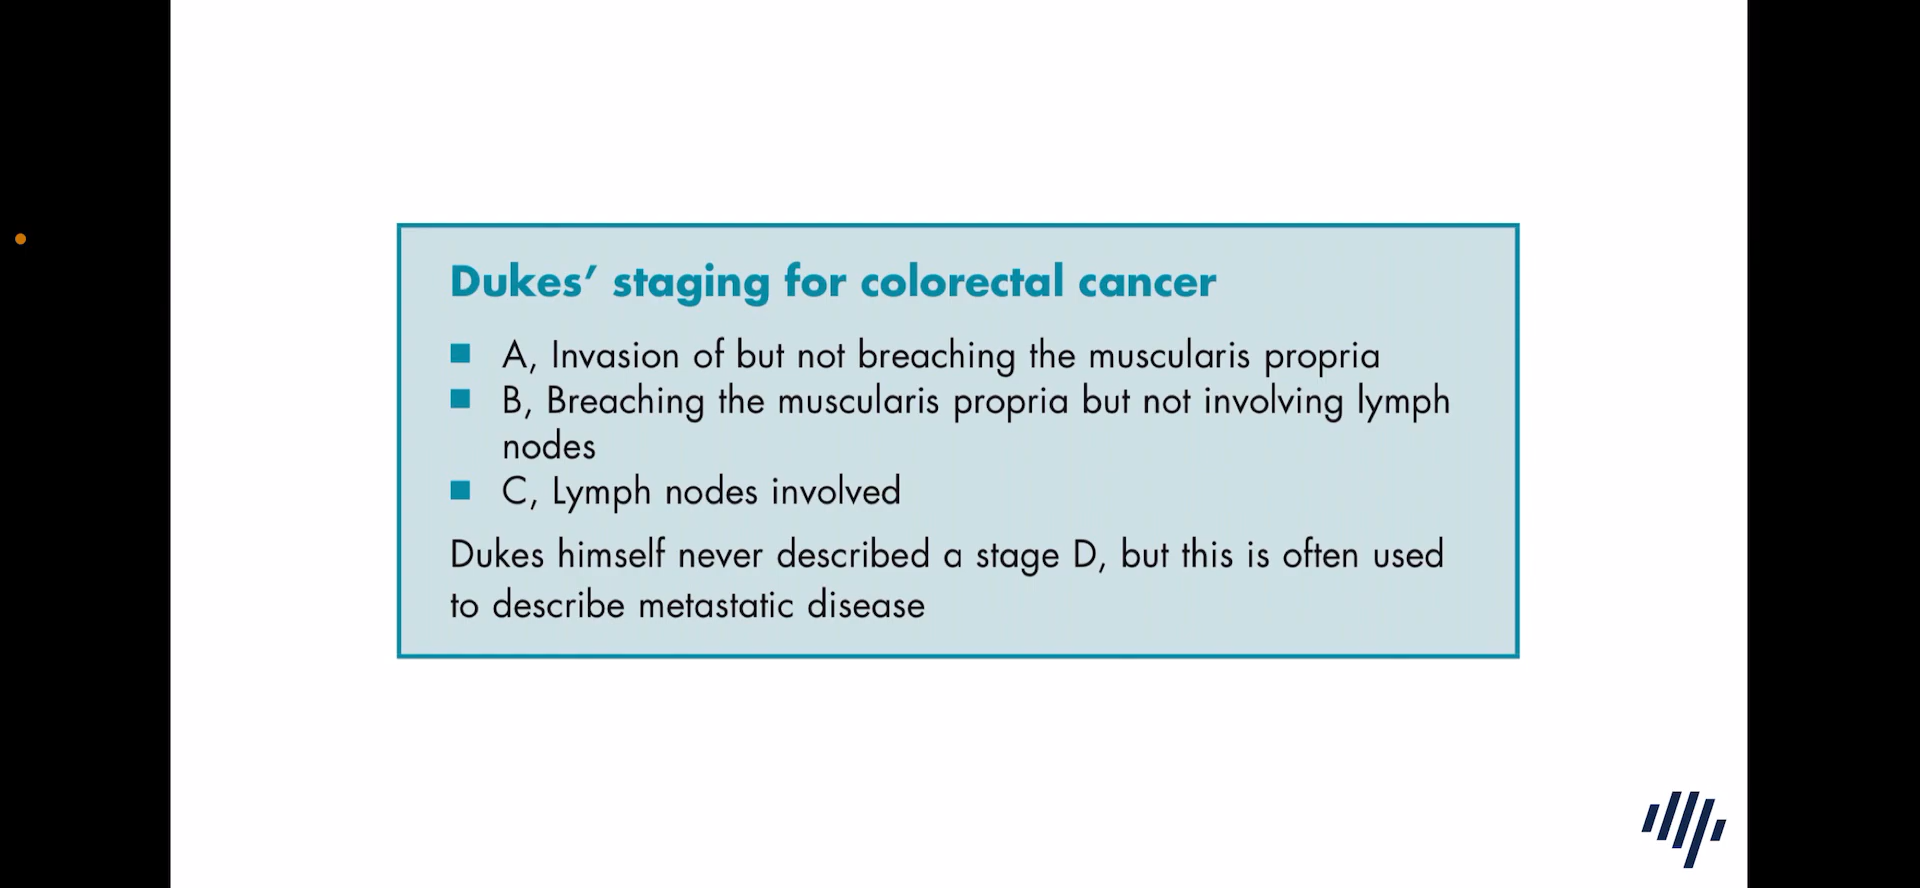 Dukes’ staging for colorectal cancer
■ A, Invasion of but not breaching the muscularis propria
■ B, Breaching the muscularis propria but not involving lymph
nodes
■ C, Lymph nodes involved
Dukes himself never described a stage D, but this is often used
to describe metastatic disease